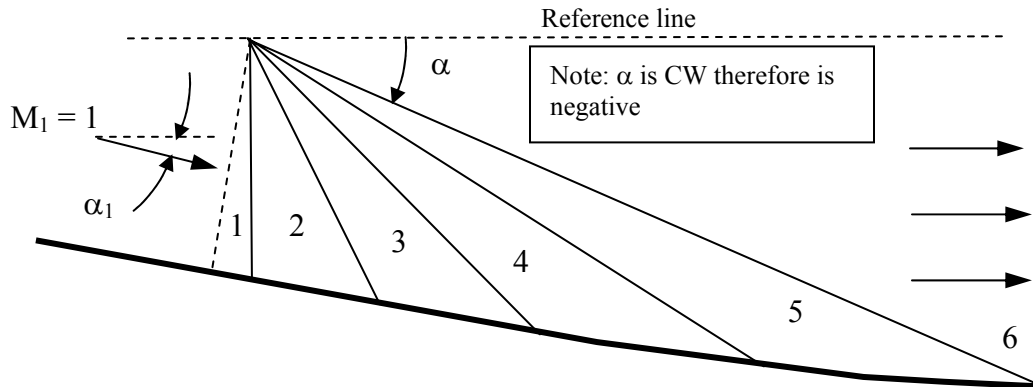 Reference line
α
Note: α is CW therefore is
negative
M₁ = 1
α₁
1
2
3
4
5
6